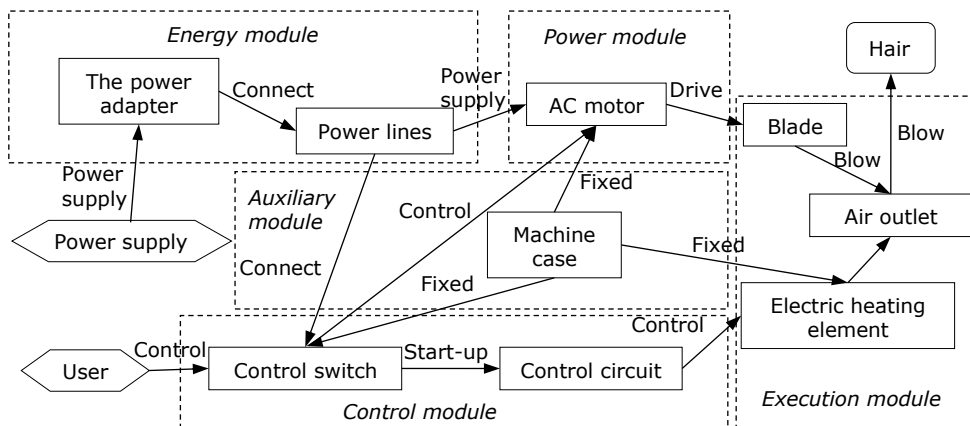 Energy module
The power
adapter
Connect
Power lines
Power
supply
Power module
AC motor
Drive
Hair
Blade
Blow
Blow
Air outlet
Power
supply
Power supply
Auxiliary
module
Connect
Control
Fixed
Machine
case
Fixed
Fixed
Electric heating
element
Execution module
User
Control
Control switch
Start-up
Control circuit
Control
Control module